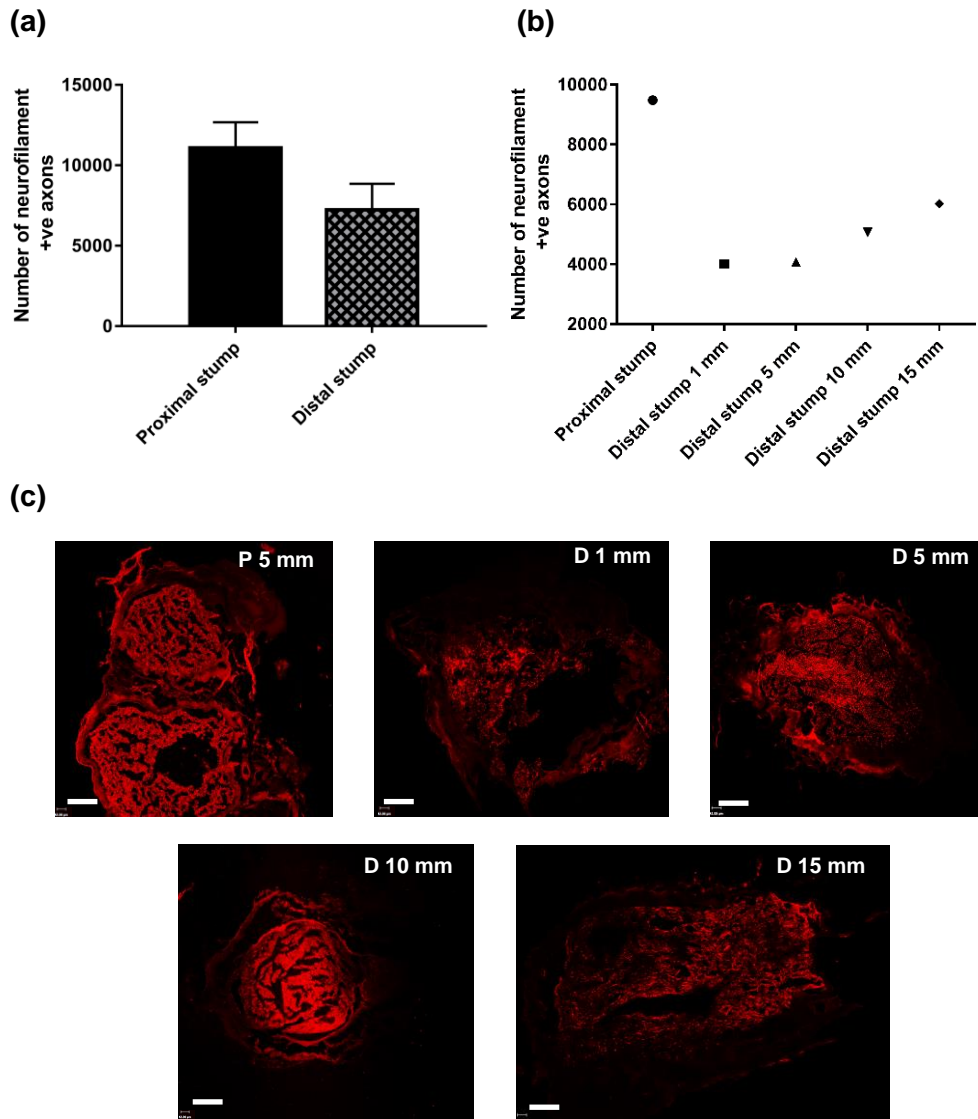 (a)
(b)
Number of neurofilament
+ve axons
15000
10000
5000
0
Proximal stump
Distal stump
Number of neurofilament
+ve axons
10000
8000
6000
4000
2000
Proximal stump
Distal stump 1 mm
Distal stump 5 mm
Distal stump 10 mm
Distal stump 15 mm
(c)
P 5 mm
D 1 mm
D 5 mm
D 10 mm
D 15 mm